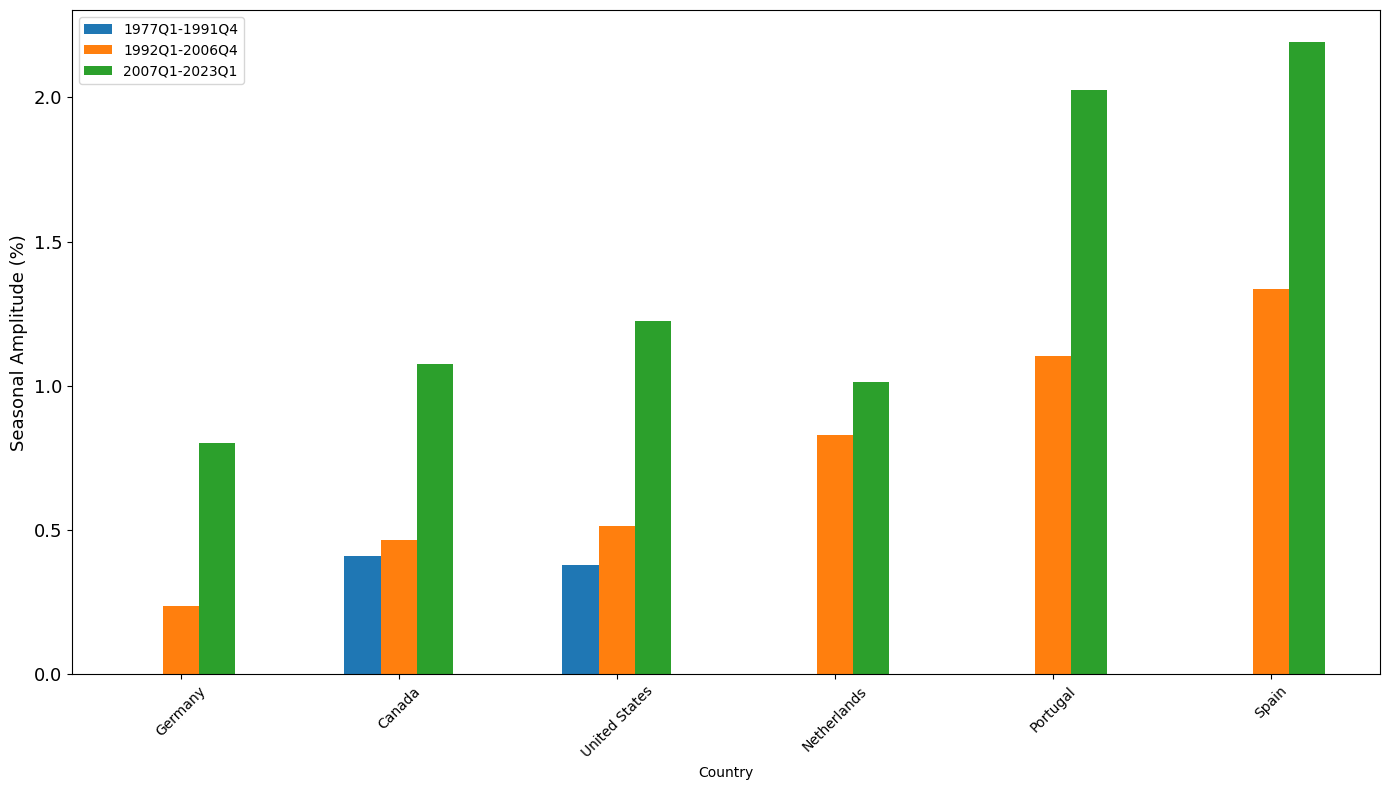 1977Q1-1991Q4
1992Q1-2006Q4
2007Q1-2023Q1
Seasonal Amplitude (%)
2.0
1.5
1.0
0.5
0.0
Germany
Canada
United States
Netherlands
Portugal
Spain
Country